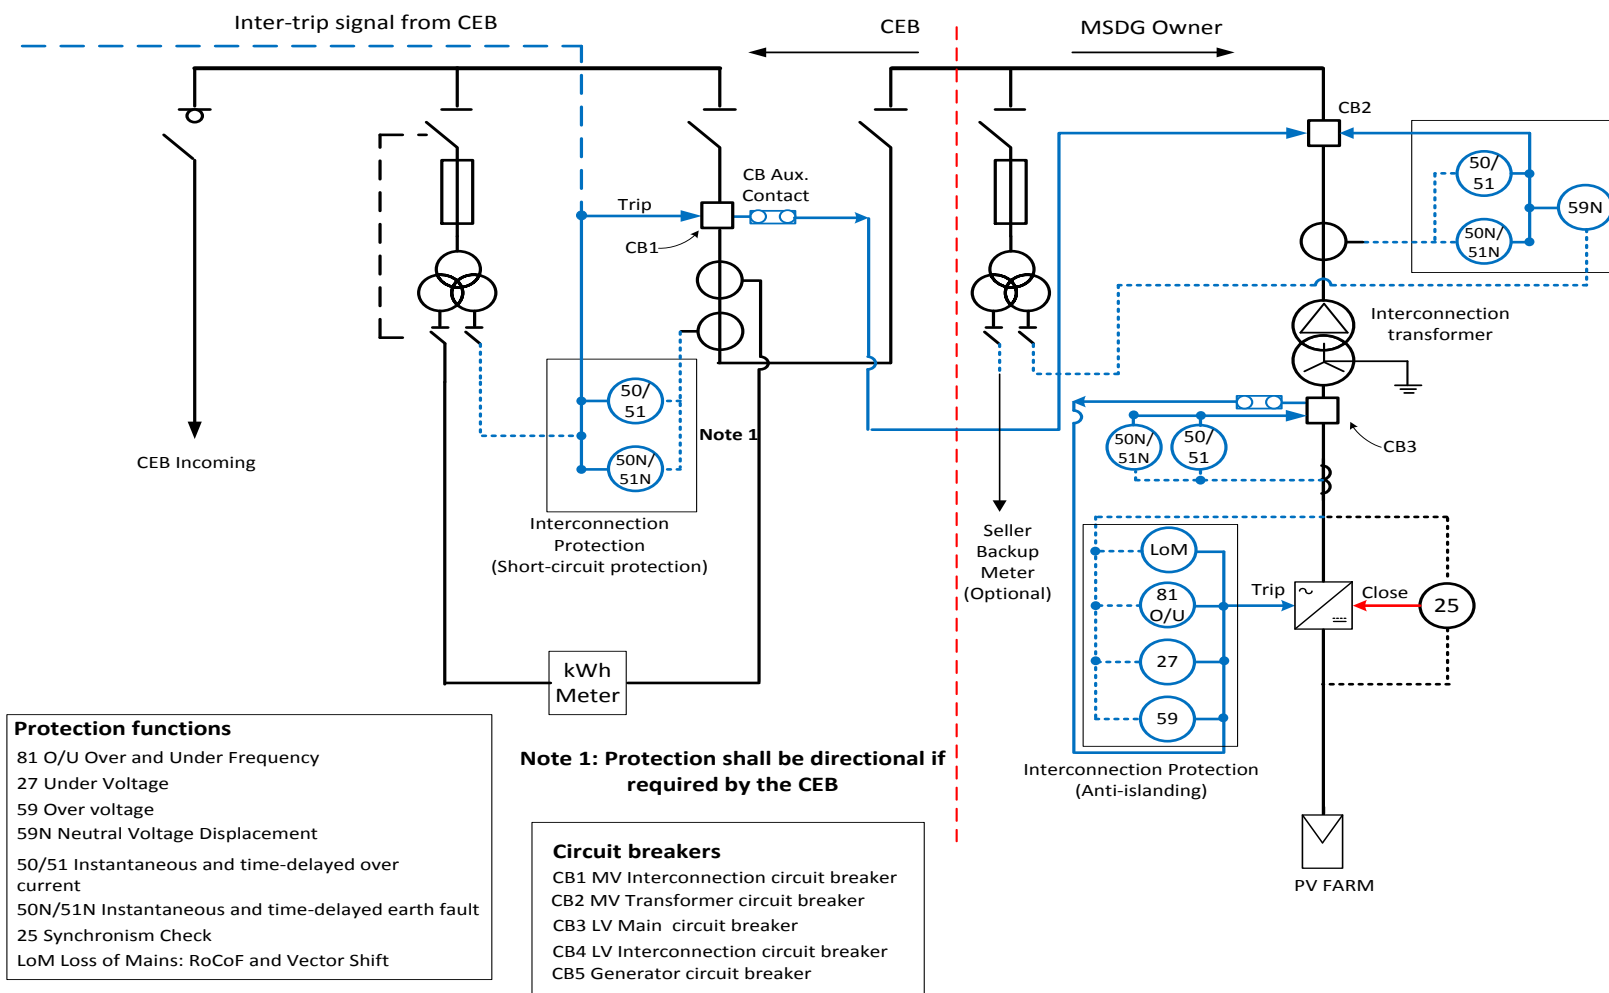 Inter-trip signal from CEB
CEB
MSDG Owner
CB2
50/
51
59N
50N/
51N
CB Aux.
Contact
Trip
CB1
Interconnection
transformer
50/
51
Note 1
50N/
51N
50N/
51N
50/
51
CB3
CEB Incoming
Interconnection
Protection
(Short-circuit protection)
Seller
Backup
Meter
(Optional)
LoM
81
O/U
Trip
Close
25
27
59
kWh
Meter
Interconnection Protection
(Anti-islanding)
Note 1: Protection shall be directional if
required by the CEB
PV FARM
Protection functions
81 O/U Over and Under Frequency
27 Under Voltage
59 Over voltage
59N Neutral Voltage Displacement
50/51 Instantaneous and time-delayed over
current
50N/51N Instantaneous and time-delayed earth fault
25 Synchronism Check
LoM Loss of Mains: RoCoF and Vector Shift
Circuit breakers
CB1 MV Interconnection circuit breaker
CB2 MV Transformer circuit breaker
CB3 LV Main  circuit breaker
CB4 LV Interconnection circuit breaker
CB5 Generator circuit breaker